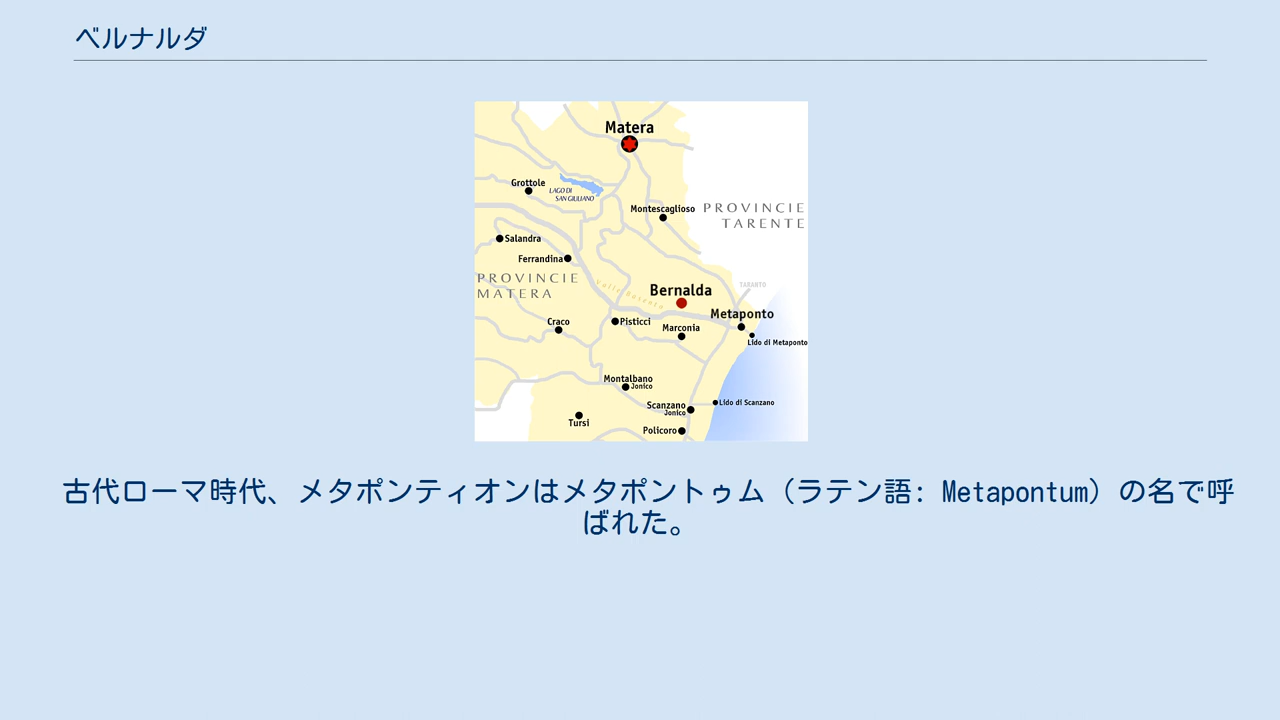 ベルナルダ
Matera
Grottole
LAGO DI
SAN GIULIANO
Montescaglioso
PROVINCIE
TARENTE
Salandra
Ferrandina
PROVINCIE
MATERA
Valle Basento
Bernalda
TARANTO
Metaponto
Craco
Pisticci
Marconia
Lido di Metaponto
Montalbano
Jonico
Scanzano
Jonico
Lido di Scanzano
Tursi
Policoro
古代ローマ時代、メタポンティオンはメタポントゥム（ラテン語: Metapontum）の名で呼
ばれた。